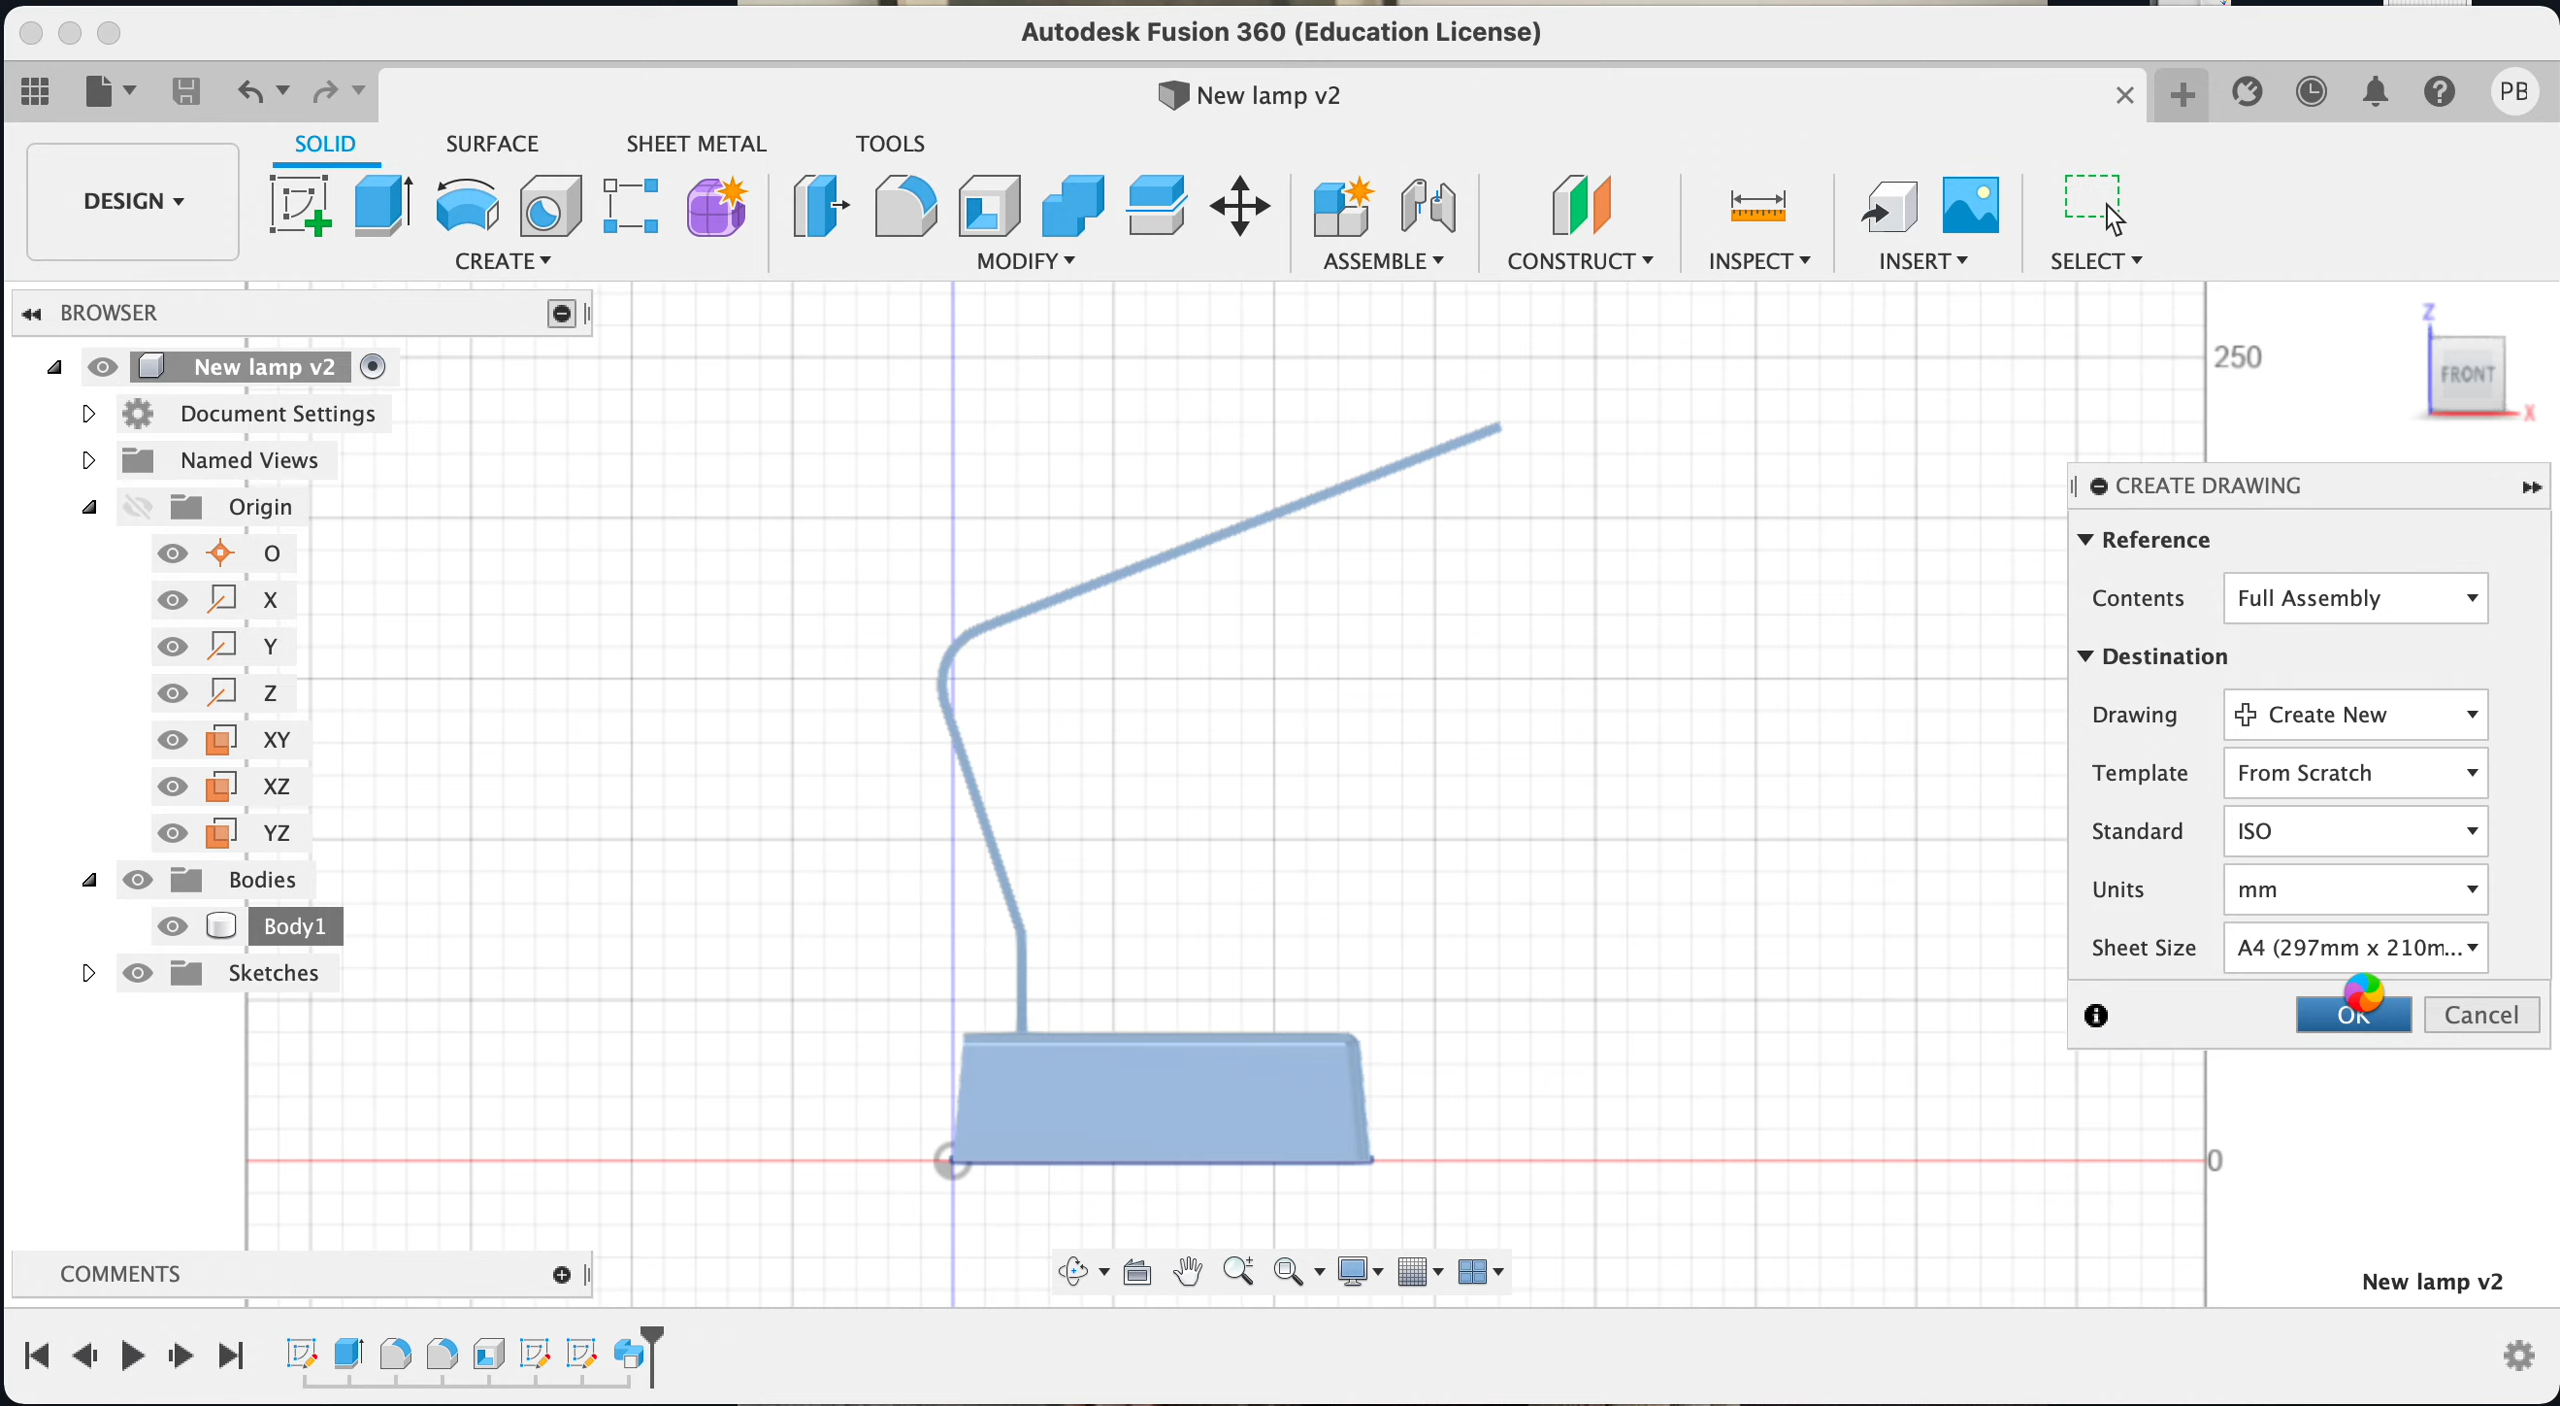 Autodesk Fusion 360 (Education License)
New lamp v2
PB
SOLID SURFACE SHEET METAL TOOLS
DESIGN
CREATE MODIFY ASSEMBLE CONSTRUCT INSPECT INSERT SELECT
BROWSER
New lamp v2
Document Settings
Named Views
Origin
O
X
Y
Z
XY
XZ
YZ
Bodies
Body1
Sketches
250
0
Z
FRONT
X
CREATE DRAWING
Reference
Contents Full Assembly
Destination
Drawing Create New
Template From Scratch
Standard ISO
Units mm
Sheet Size A4 (297mm x 210m...
OK Cancel
COMMENTS
New lamp v2